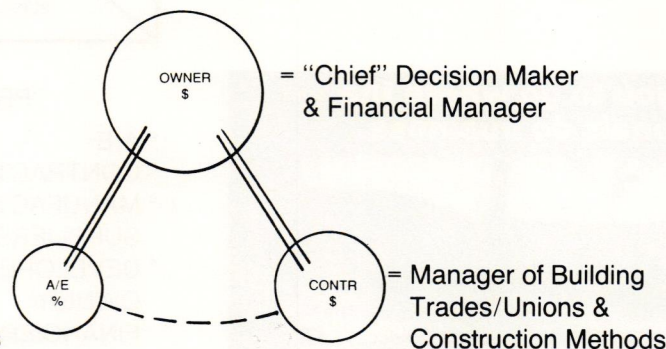 OWNER
$
= “Chief” Decision Maker
& Financial Manager
A/E
%
CONTR
$
= Manager of Building
Trades/Unions &
Construction Methods